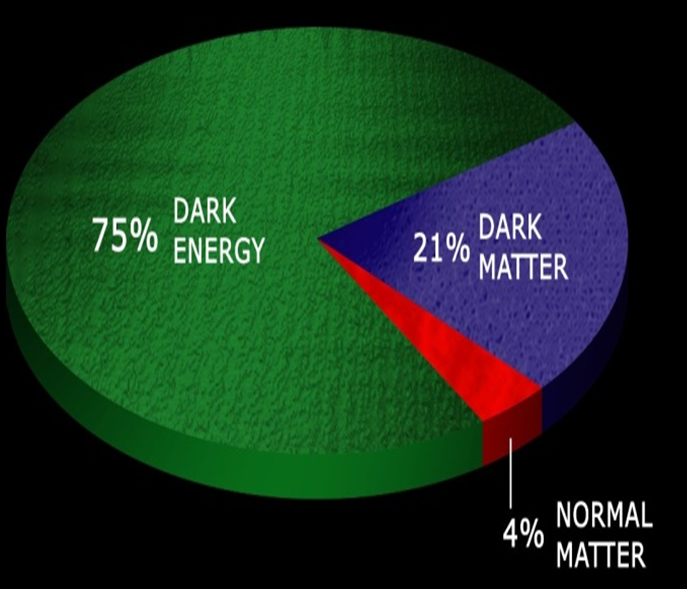 75% DARK
ENERGY
21% DARK
MATTER
4% NORMAL
MATTER